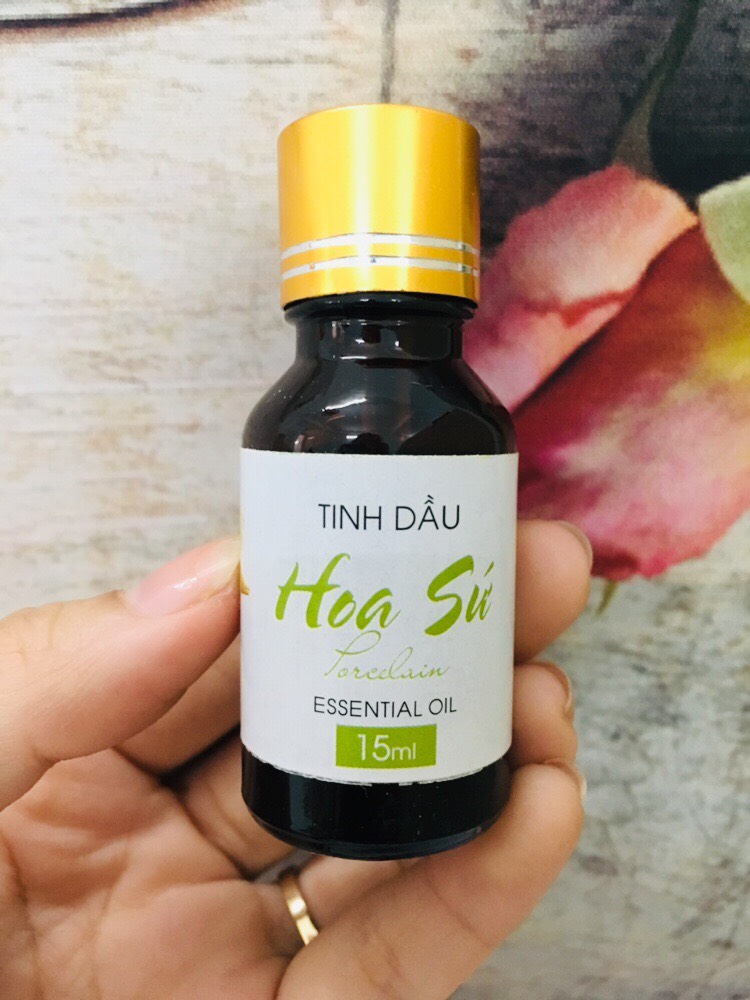 TINH DẦU
Hoa Sứ
Porcelain
ESSENTIAL OIL
15ml